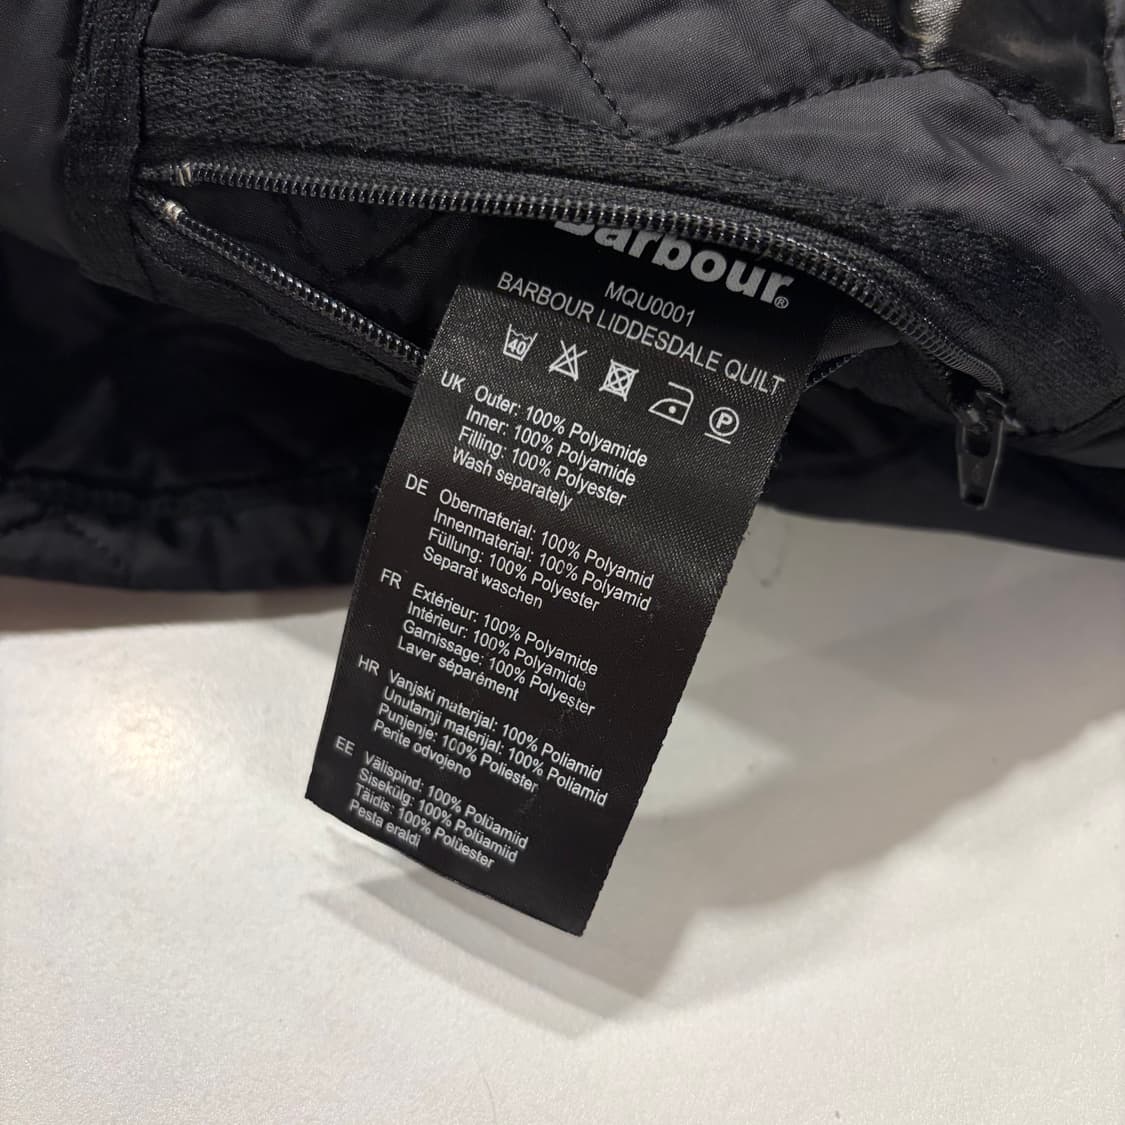 Barbour®
MQU0001
BARBOUR LIDDESDALE QUILT
40
P
UK
Outer: 100% Polyamide
Inner: 100% Polyamide
Filling: 100% Polyester
Wash separately
DE
Obermaterial: 100% Polyamid
Innenmaterial: 100% Polyamid
Füllung: 100% Polyester
Separat waschen
FR
Extérieur: 100% Polyamide
Intérieur: 100% Polyamide
Garnissage: 100% Polyester
Laver séparément
HR
Vanjski materijal: 100% Poliamid
Unutarnji materijal: 100% Poliamid
Punjenje: 100% Poliester
Perite odvojeno
EE
Välispind: 100% Polüamiid
Sisekülg: 100% Polüamiid
Täidis: 100% Polüester
Pesta eraldi